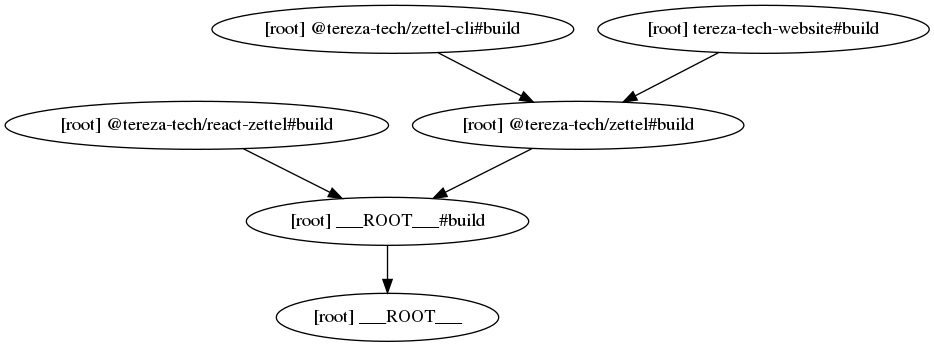 [root] @tereza-tech/zettel-cli#build
[root] tereza-tech-website#build
[root] @tereza-tech/react-zettel#build
[root] @tereza-tech/zettel#build
[root] ___ROOT___#build
[root] ___ROOT___